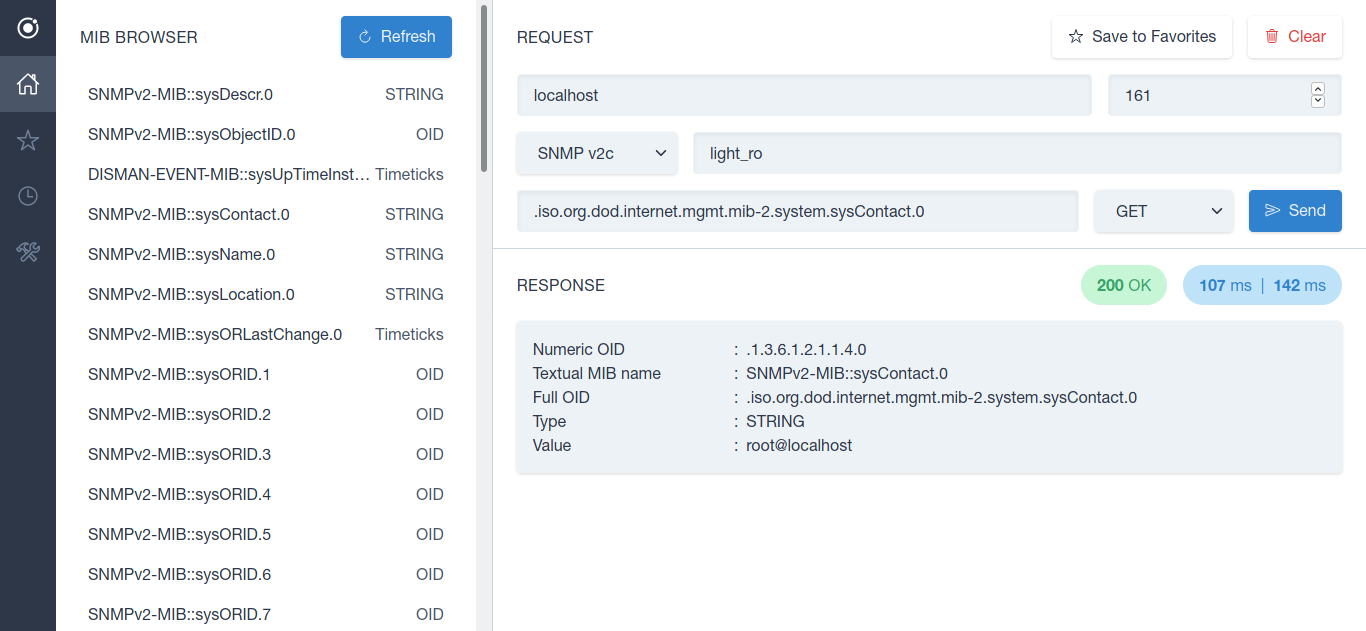 MIB BROWSER
Refresh
SNMPv2-MIB::sysDescr.0 STRING
SNMPv2-MIB::sysObjectID.0 OID
DISMAN-EVENT-MIB::sysUpTimeInst… Timeticks
SNMPv2-MIB::sysContact.0 STRING
SNMPv2-MIB::sysName.0 STRING
SNMPv2-MIB::sysLocation.0 STRING
SNMPv2-MIB::sysORLastChange.0 Timeticks
SNMPv2-MIB::sysORID.1 OID
SNMPv2-MIB::sysORID.2 OID
SNMPv2-MIB::sysORID.3 OID
SNMPv2-MIB::sysORID.4 OID
SNMPv2-MIB::sysORID.5 OID
SNMPv2-MIB::sysORID.6 OID
SNMPv2-MIB::sysORID.7 OID
REQUEST
Save to Favorites
Clear
localhost
161
SNMP v2c
light_ro
.iso.org.dod.internet.mgmt.mib-2.system.sysContact.0
GET
Send
RESPONSE
200 OK
107 ms | 142 ms
Numeric OID : .1.3.6.1.2.1.1.4.0
Textual MIB name : SNMPv2-MIB::sysContact.0
Full OID : .iso.org.dod.internet.mgmt.mib-2.system.sysContact.0
Type : STRING
Value : root@localhost